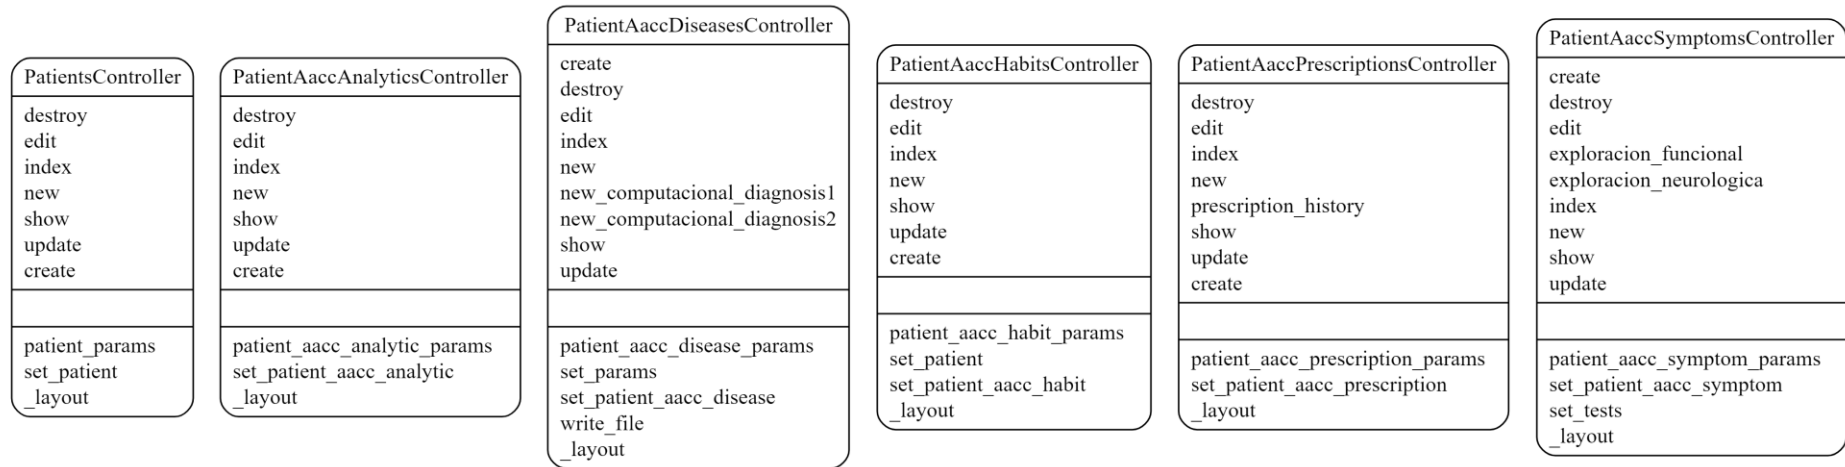 PatientsController
destroy
edit
index
new
show
update
create
patient_params
set_patient
_layout
PatientAaccAnalyticsController
destroy
edit
index
new
show
update
create
patient_aacc_analytic_params
set_patient_aacc_analytic
_layout
PatientAaccDiseasesController
create
destroy
edit
index
new
new_computacional_diagnosis1
new_computacional_diagnosis2
show
update
patient_aacc_disease_params
set_params
set_patient_aacc_disease
write_file
_layout
PatientAaccHabitsController
destroy
edit
index
new
show
update
create
patient_aacc_habit_params
set_patient
set_patient_aacc_habit
_layout
PatientAaccPrescriptionsController
destroy
edit
index
new
prescription_history
show
update
create
patient_aacc_prescription_params
set_patient_aacc_prescription
_layout
PatientAaccSymptomsController
create
destroy
edit
exploracion_funcional
exploracion_neurologica
index
new
show
update
patient_aacc_symptom_params
set_patient_aacc_symptom
set_tests
_layout